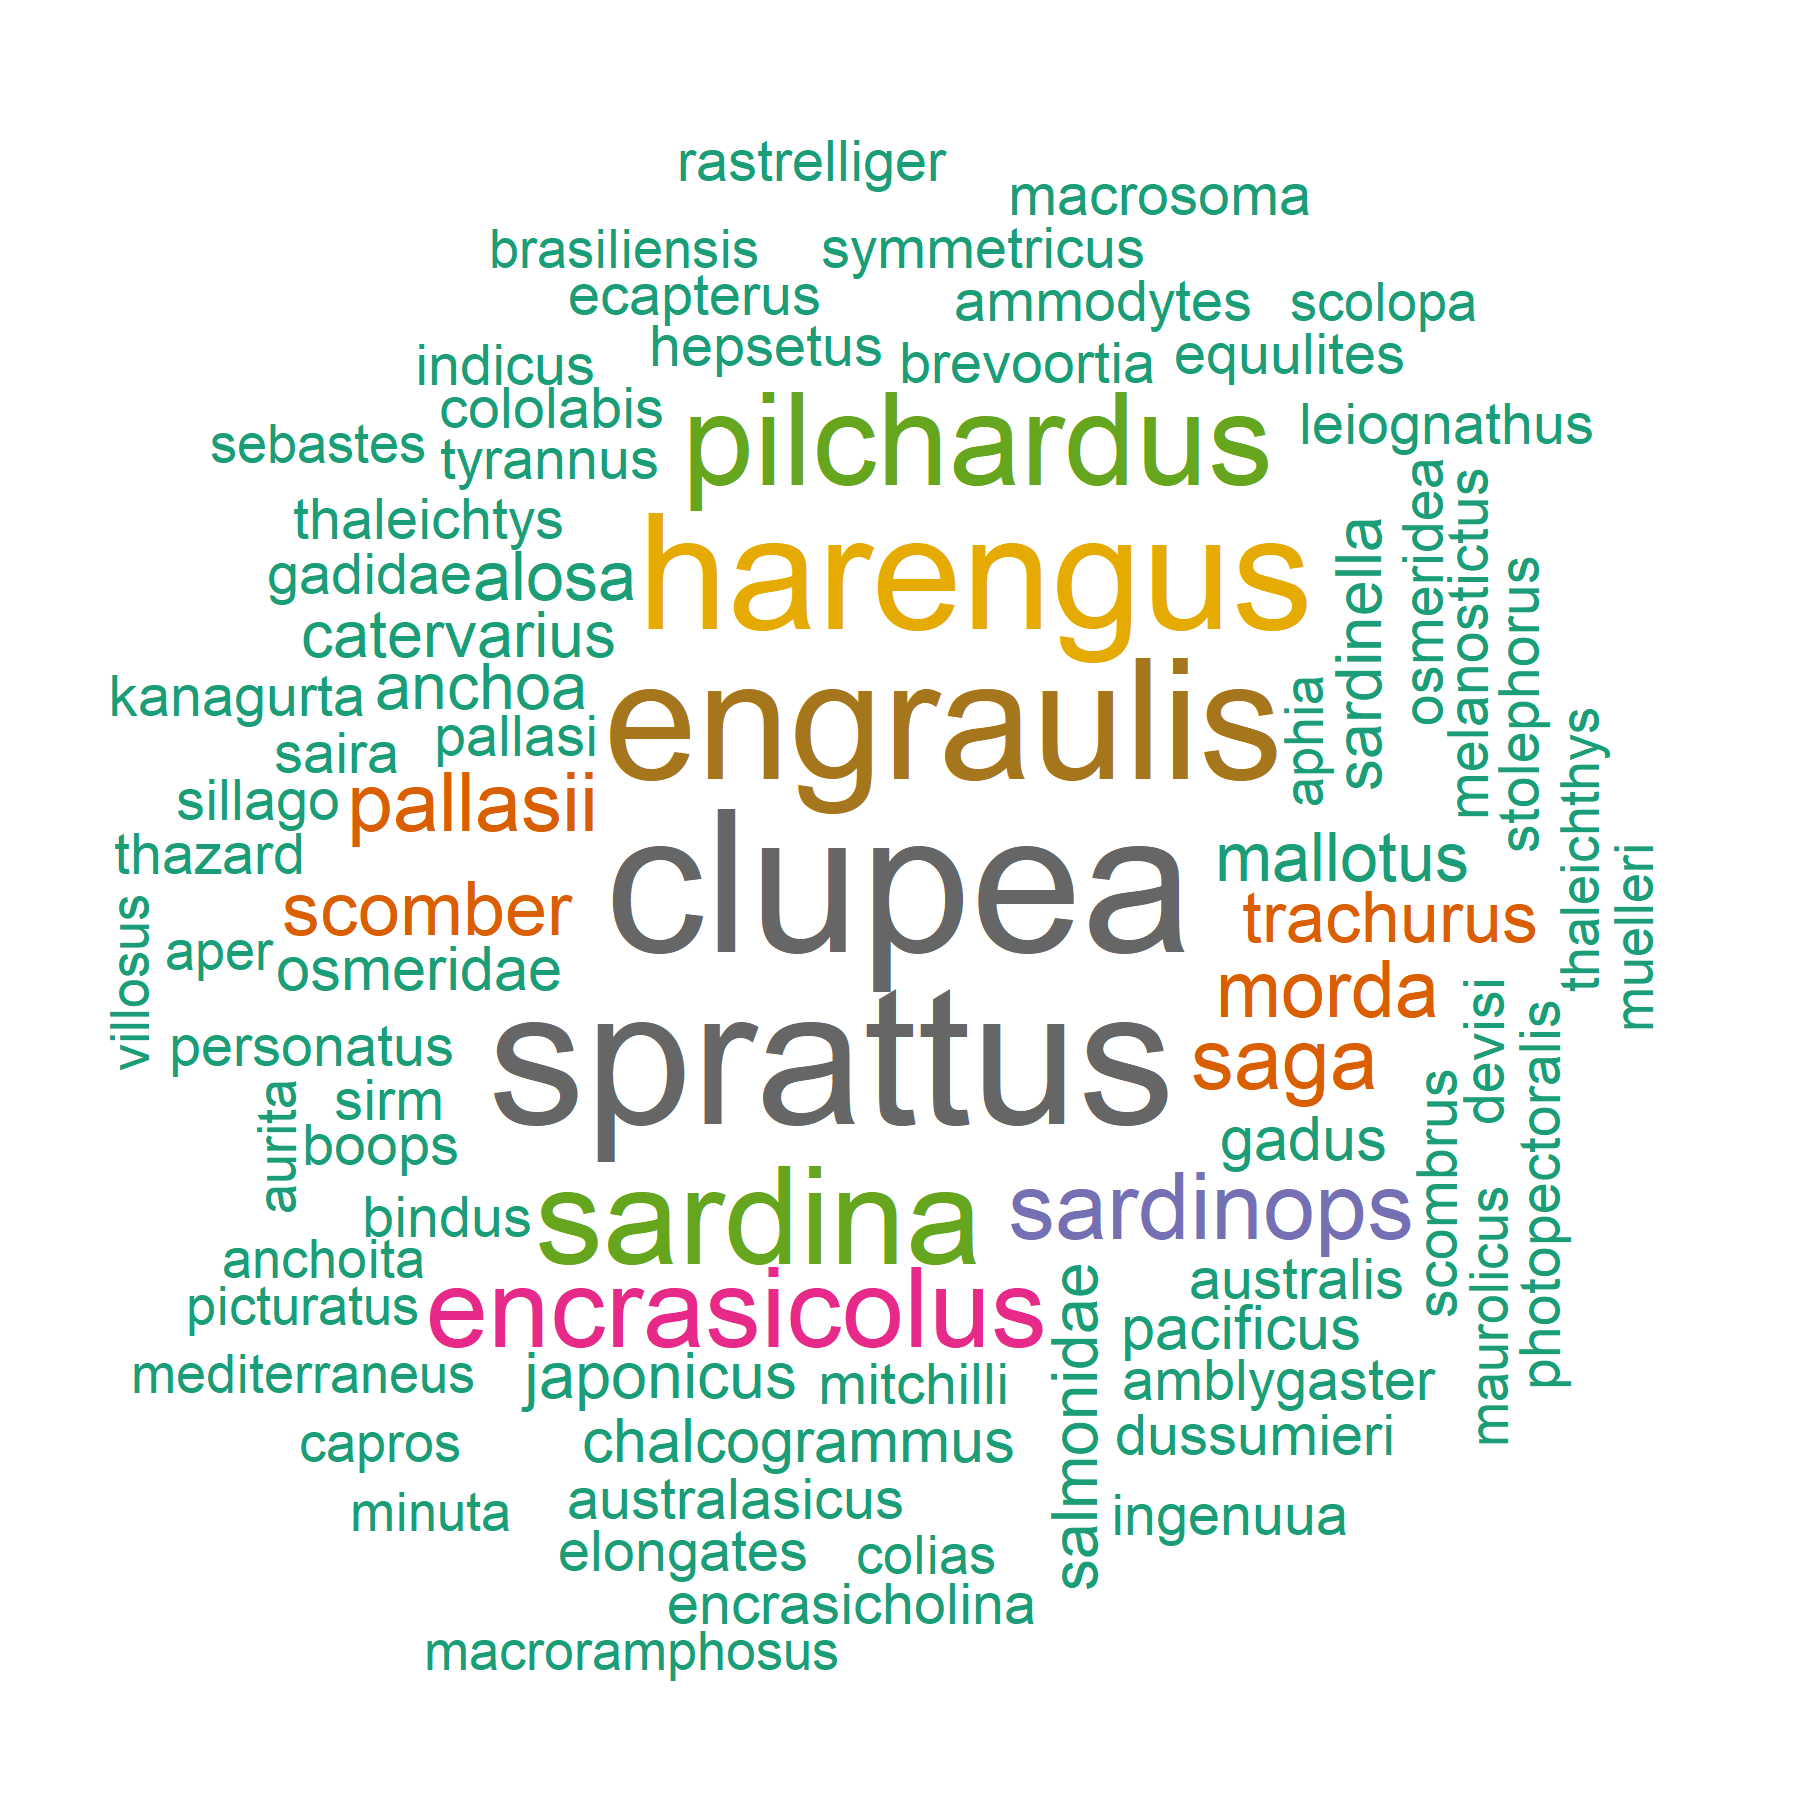 rastrelliger
macrosoma
brasiliensis
symmetricus
ecapterus
ammodytes
scolopa
hepsetus
brevoortia
equulites
indicus
cololabis
pilchardus
leiognathus
sebastes
tyrannus
thaleichtys
harengus
sardinella
osmeridea
melanostictus
stolephorus
gadidae
alosa
catervarius
kanagurta
anchoa
engraulis
aphia
saira
pallasi
sillago
pallasii
thaleichthys
muelleri
thazard
clupea
mallotus
villosus
scomber
trachurus
aper
osmeridae
morda
devisi
photopectoralis
personatus
sprattus
saga
scombrus
aurita
sirm
boops
gadus
bindus
sardina
sardinops
maurolicus
anchoita
picturatus
encrasicolus
salmonidae
australis
pacificus
mediterraneus
japonicus
mitchilli
amblygaster
capros
chalcogrammus
dussumieri
minuta
australasicus
ingenuua
elongates
colias
encrasicholina
macroramphosus